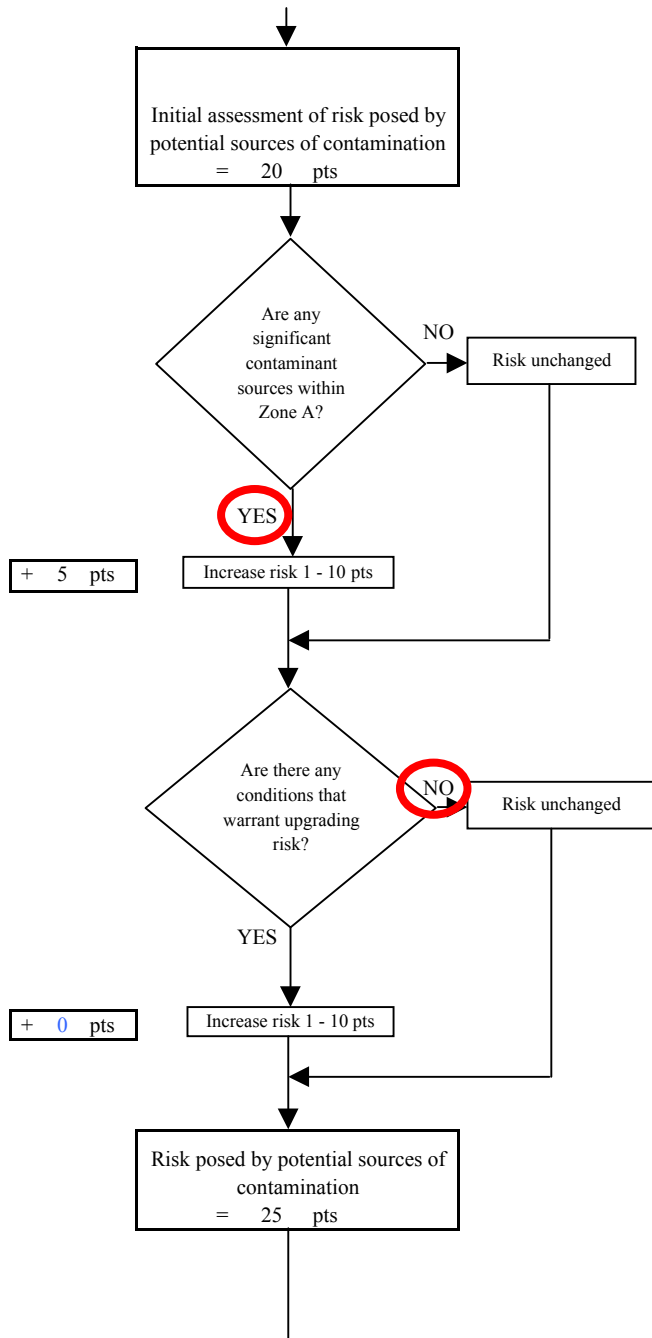 Initial assessment of risk posed by
potential sources of contamination
= 20 pts
Are any
significant
contaminant
sources within
Zone A?
NO
Risk unchanged
YES
+ 5 pts
Increase risk 1 - 10 pts
Are there any
conditions that
warrant upgrading
risk?
NO
Risk unchanged
YES
+ 0 pts
Increase risk 1 - 10 pts
Risk posed by potential sources of
contamination
= 25 pts